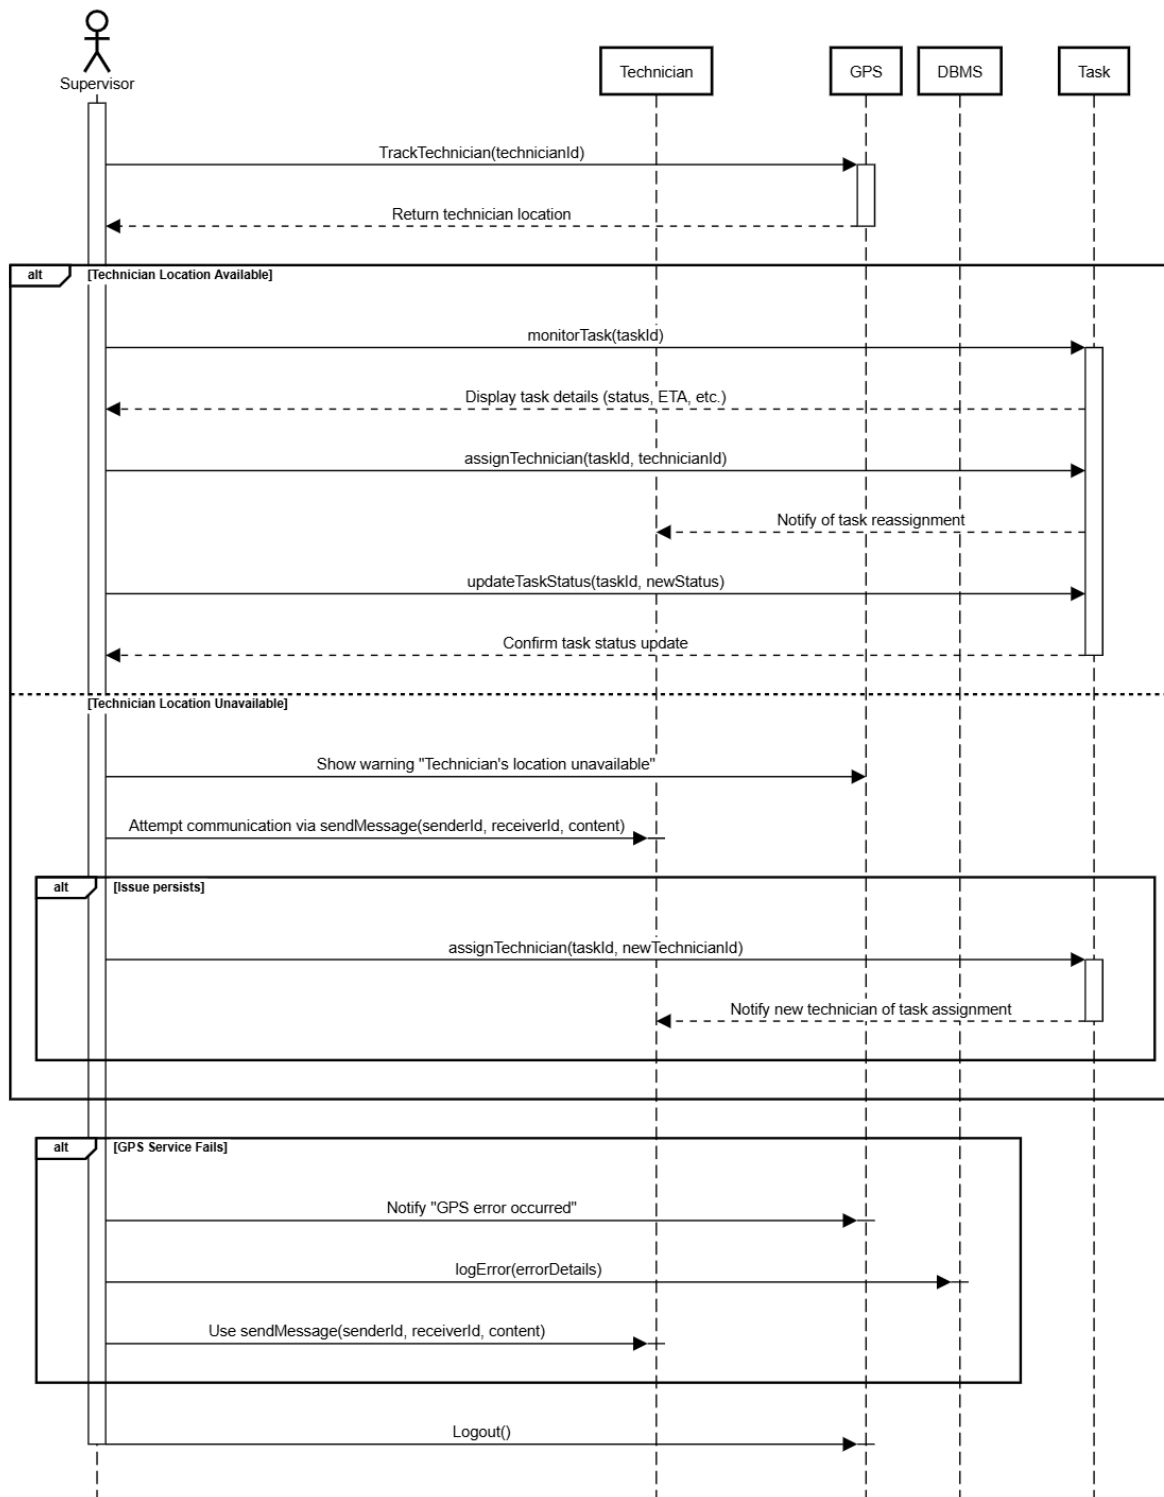 Supervisor
Technician
GPS
DBMS
Task
TrackTechnician(technicianId)
Return technician location
alt
[Technician Location Available]
monitorTask(taskId)
Display task details (status, ETA, etc.)
assignTechnician(taskId, technicianId)
Notify of task reassignment
updateTaskStatus(taskId, newStatus)
Confirm task status update
[Technician Location Unavailable]
Show warning "Technician's location unavailable"
Attempt communication via sendMessage(senderId, receiverId, content)
alt
[Issue persists]
assignTechnician(taskId, newTechnicianId)
Notify new technician of task assignment
alt
[GPS Service Fails]
Notify "GPS error occurred"
logError(errorDetails)
Use sendMessage(senderId, receiverId, content)
Logout()